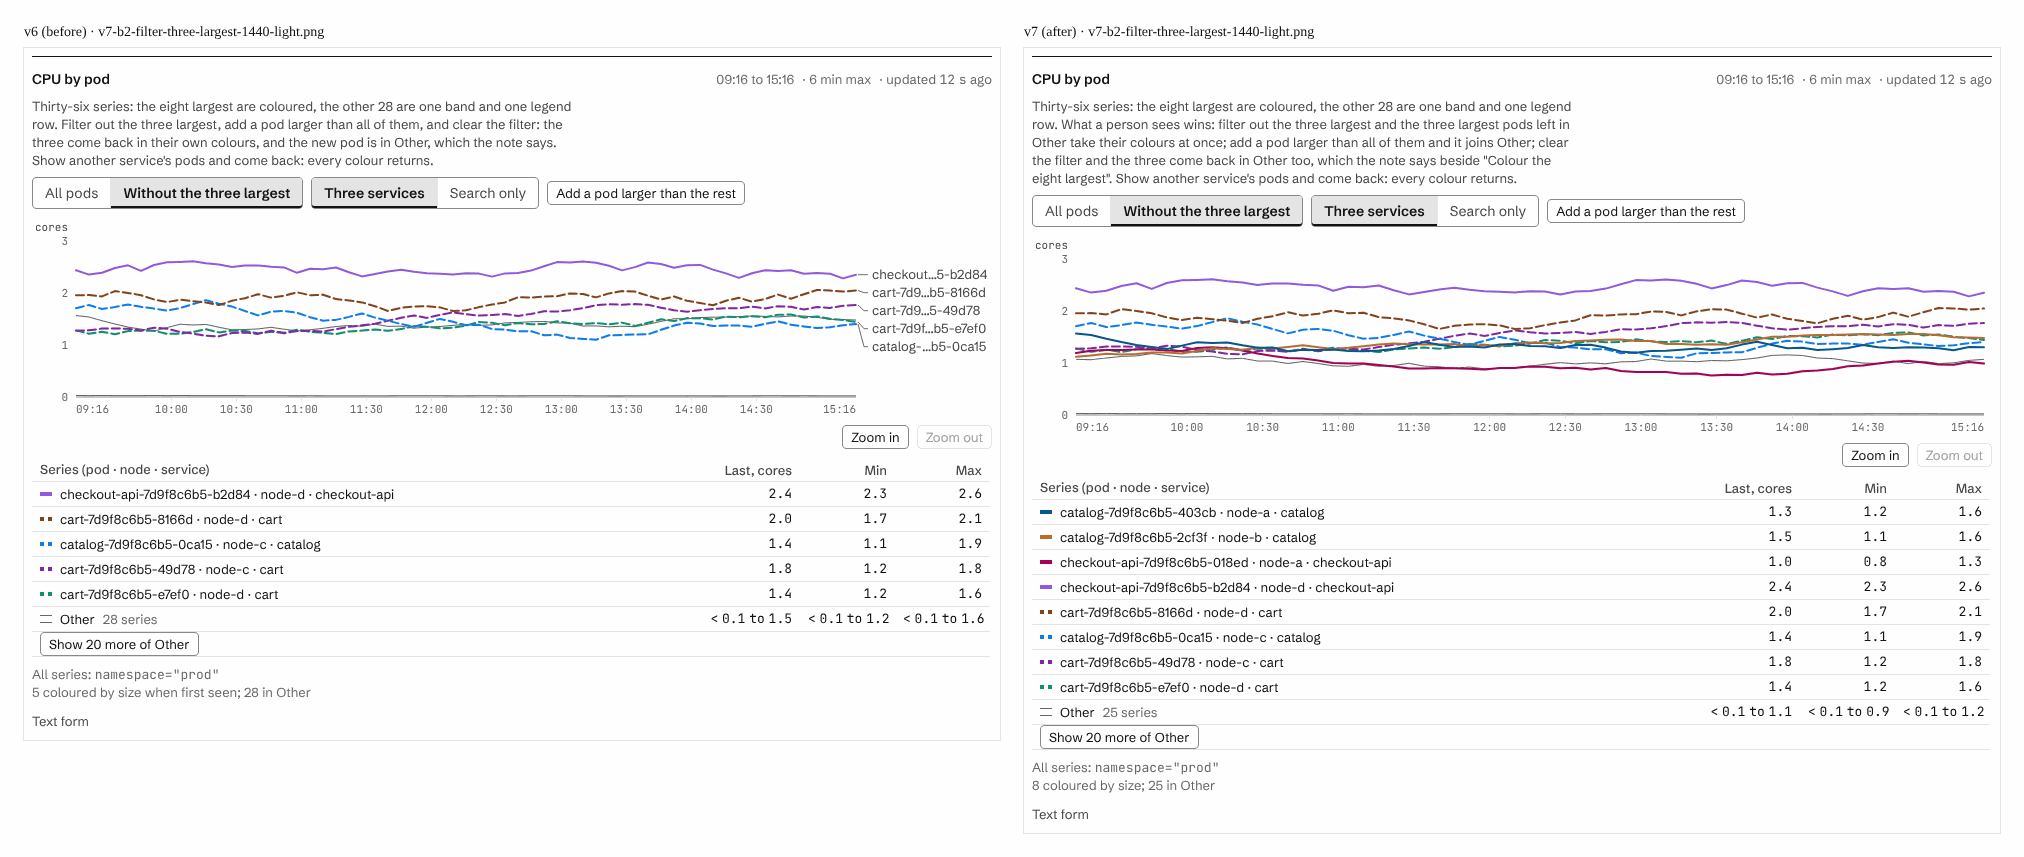 v6 (before) · v7-b2-filter-three-largest-1440-light.png
CPU by pod
09:16 to 15:16 · 6 min max · updated 12 s ago
Thirty-six series: the eight largest are coloured, the other 28 are one band and one legend
row. Filter out the three largest, add a pod larger than all of them, and clear the filter: the
three come back in their own colours, and the new pod is in Other, which the note says.
Show another service's pods and come back: every colour returns.
All pods Without the three largest Three services Search only Add a pod larger than the rest
cores
3
2
1
0
checkout…5-b2d84
cart-7d9…b5-8166d
cart-7d9…5-49d78
cart-7d9f…b5-e7ef0
catalog-…b5-0ca15
09:16 10:00 10:30 11:00 11:30 12:00 12:30 13:00 13:30 14:00 14:30 15:16
Zoom in Zoom out
Series (pod · node · service) Last, cores Min Max
checkout-api-7d9f8c6b5-b2d84 · node-d · checkout-api 2.4 2.3 2.6
cart-7d9f8c6b5-8166d · node-d · cart 2.0 1.7 2.1
catalog-7d9f8c6b5-0ca15 · node-c · catalog 1.4 1.1 1.9
cart-7d9f8c6b5-49d78 · node-c · cart 1.8 1.2 1.8
cart-7d9f8c6b5-e7ef0 · node-d · cart 1.4 1.2 1.6
Other 28 series < 0.1 to 1.5 < 0.1 to 1.2 < 0.1 to 1.6
Show 20 more of Other
All series: namespace="prod"
5 coloured by size when first seen; 28 in Other
Text form
v7 (after) · v7-b2-filter-three-largest-1440-light.png
CPU by pod
09:16 to 15:16 · 6 min max · updated 12 s ago
Thirty-six series: the eight largest are coloured, the other 28 are one band and one legend
row. What a person sees wins: filter out the three largest and the three largest pods left in
Other take their colours at once; add a pod larger than all of them and it joins Other; clear
the filter and the three come back in Other too, which the note says beside "Colour the
eight largest". Show another service's pods and come back: every colour returns.
All pods Without the three largest Three services Search only Add a pod larger than the rest
cores
3
2
1
0
09:16 10:00 10:30 11:00 11:30 12:00 12:30 13:00 13:30 14:00 14:30 15:16
Zoom in Zoom out
Series (pod · node · service) Last, cores Min Max
catalog-7d9f8c6b5-403cb · node-a · catalog 1.3 1.2 1.6
catalog-7d9f8c6b5-2cf3f · node-b · catalog 1.5 1.1 1.6
checkout-api-7d9f8c6b5-018ed · node-a · checkout-api 1.0 0.8 1.3
checkout-api-7d9f8c6b5-b2d84 · node-d · checkout-api 2.4 2.3 2.6
cart-7d9f8c6b5-8166d · node-d · cart 2.0 1.7 2.1
catalog-7d9f8c6b5-0ca15 · node-c · catalog 1.4 1.1 1.9
cart-7d9f8c6b5-49d78 · node-c · cart 1.8 1.2 1.8
cart-7d9f8c6b5-e7ef0 · node-d · cart 1.4 1.2 1.6
Other 25 series < 0.1 to 1.1 < 0.1 to 0.9 < 0.1 to 1.2
Show 20 more of Other
All series: namespace="prod"
8 coloured by size; 25 in Other
Text form